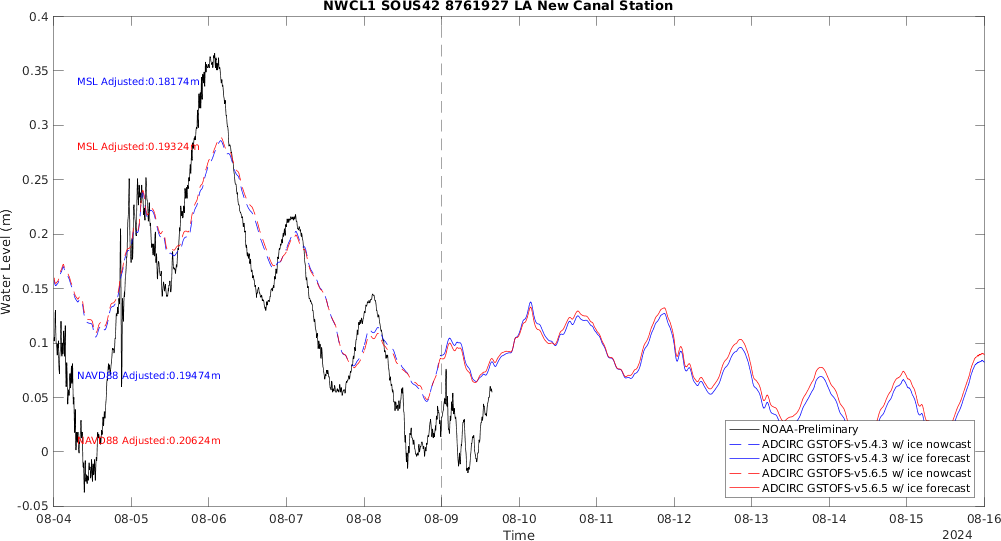 NWCL1 SOUS42 8761927 LA New Canal Station
0.4
0.35
0.3
0.25
0.2
0.15
0.1
0.05
0
-0.05
Water Level (m)
MSL Adjusted:0.18174m
MSL Adjusted:0.19324m
NAVD88 Adjusted:0.19474m
NAVD88 Adjusted:0.20624m
NOAA-Preliminary
ADCIRC GSTOFS-v5.4.3 w/ ice nowcast
ADCIRC GSTOFS-v5.4.3 w/ ice forecast
ADCIRC GSTOFS-v5.6.5 w/ ice nowcast
ADCIRC GSTOFS-v5.6.5 w/ ice forecast
08-04 08-05 08-06 08-07 08-08 08-09 08-10 08-11 08-12 08-13 08-14 08-15 08-16
Time
2024